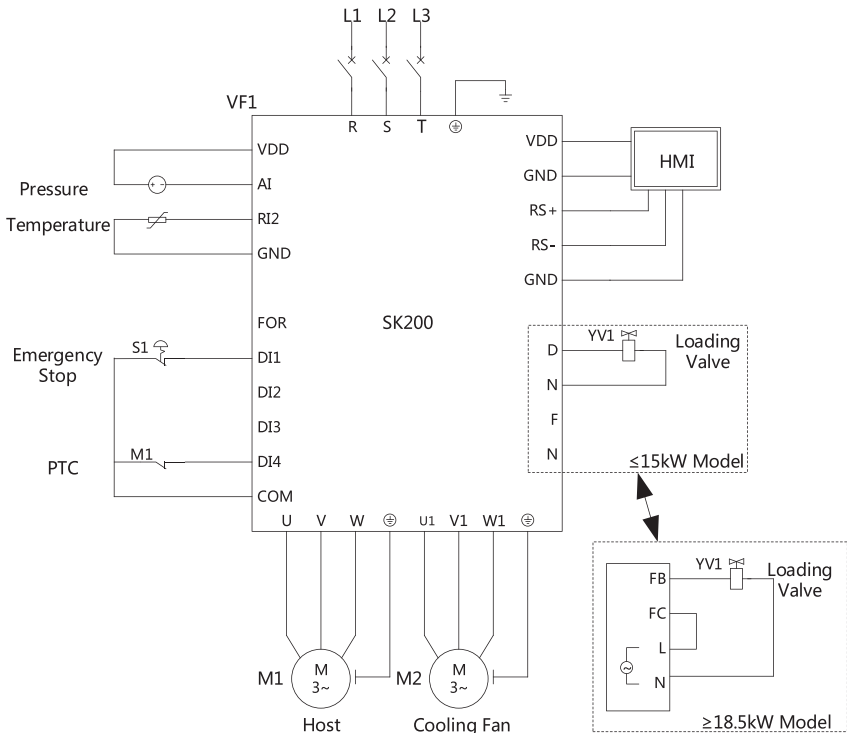 L1 L2 L3
VF1
R S T
VDD
AI
RI2
GND
FOR
DI1
DI2
DI3
DI4
COM
Pressure
Temperature
Emergency
Stop
S1
PTC
M1
SK200
VDD
GND
RS+
RS-
GND
HMI
D
N
F
N
YV1
Loading
Valve
≤15kW Model
U V W U1 V1 W1
M1
M
3~
Host
M2
M
3~
Cooling Fan
FB
FC
L
N
YV1
Loading
Valve
≥18.5kW Model